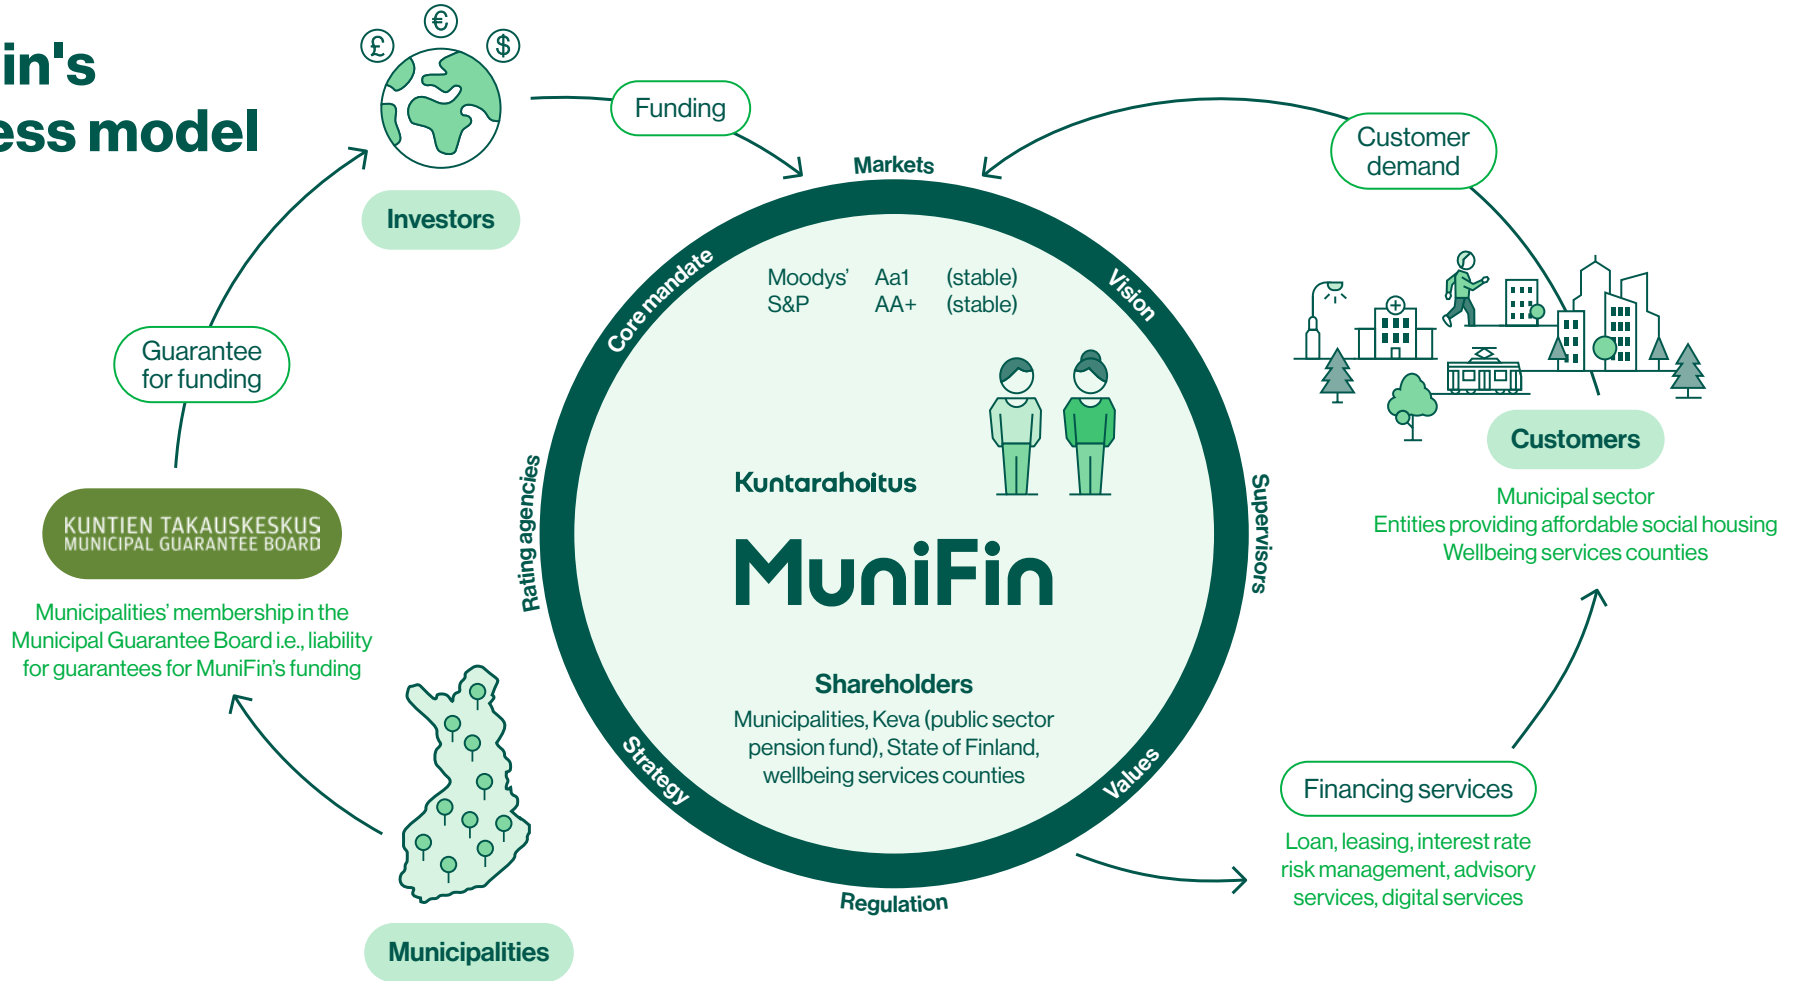 in's
ess model
£
€
$
Investors
Funding
Customer
demand
Guarantee
for funding
Markets
Core mandate
Vision
Moodys’ Aa1 (stable)
S&P AA+ (stable)
Customers
Municipal sector
Entities providing affordable social housing
Wellbeing services counties
Rating agencies
Supervisors
Kuntarahoitus
MuniFin
KUNTIEN TAKAUSKESKUS
MUNICIPAL GUARANTEE BOARD
Municipalities’ membership in the
Municipal Guarantee Board i.e., liability
for guarantees for MuniFin’s funding
Shareholders
Municipalities, Keva (public sector
pension fund), State of Finland,
wellbeing services counties
Strategy
Values
Financing services
Loan, leasing, interest rate
risk management, advisory
services, digital services
Regulation
Municipalities